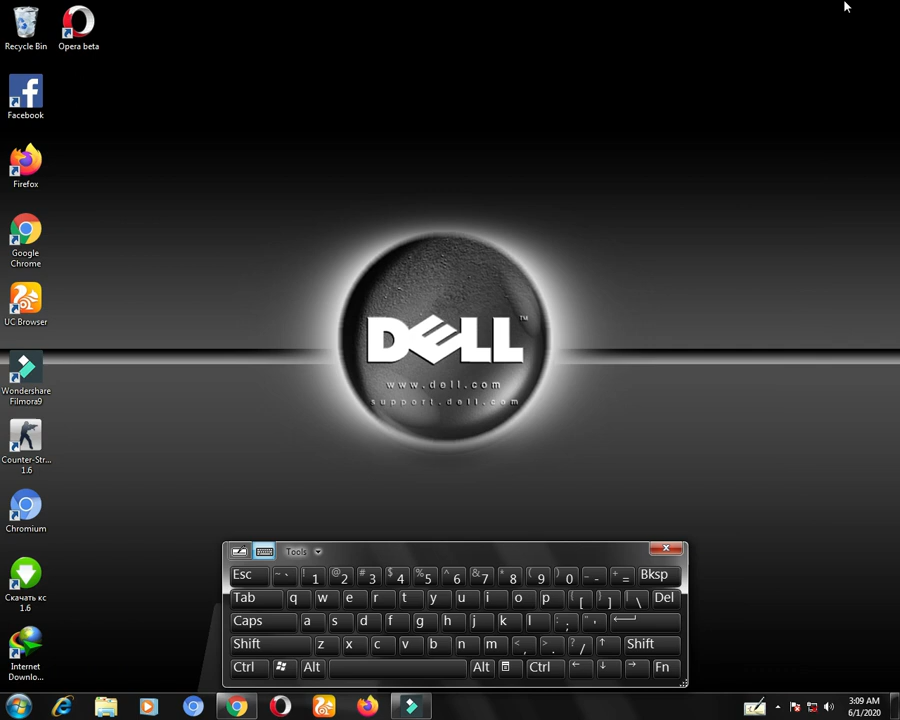 Recycle Bin
Opera beta
Facebook
Firefox
Google
Chrome
UC Browser
Wondershare
Filmora9
Counter-Str...
1.6
Chromium
Скачать кс
1.6
Internet
Downlo...
DELL™
www.dell.com
support.dell.com
Tools
Esc ~ ` ! 1 @ 2 # 3 $ 4 % 5 ^ 6 & 7 * 8 ( 9 ) 0 _ - + = Bksp
Tab q w e r t y u i o p { [ } ] | \ Del
Caps a s d f g h j k l : ; " '
Shift z x c v b n m < , > . ? / ↑ Shift
Ctrl Alt Alt Ctrl ← ↓ → Fn
3:09 AM
6/1/2020